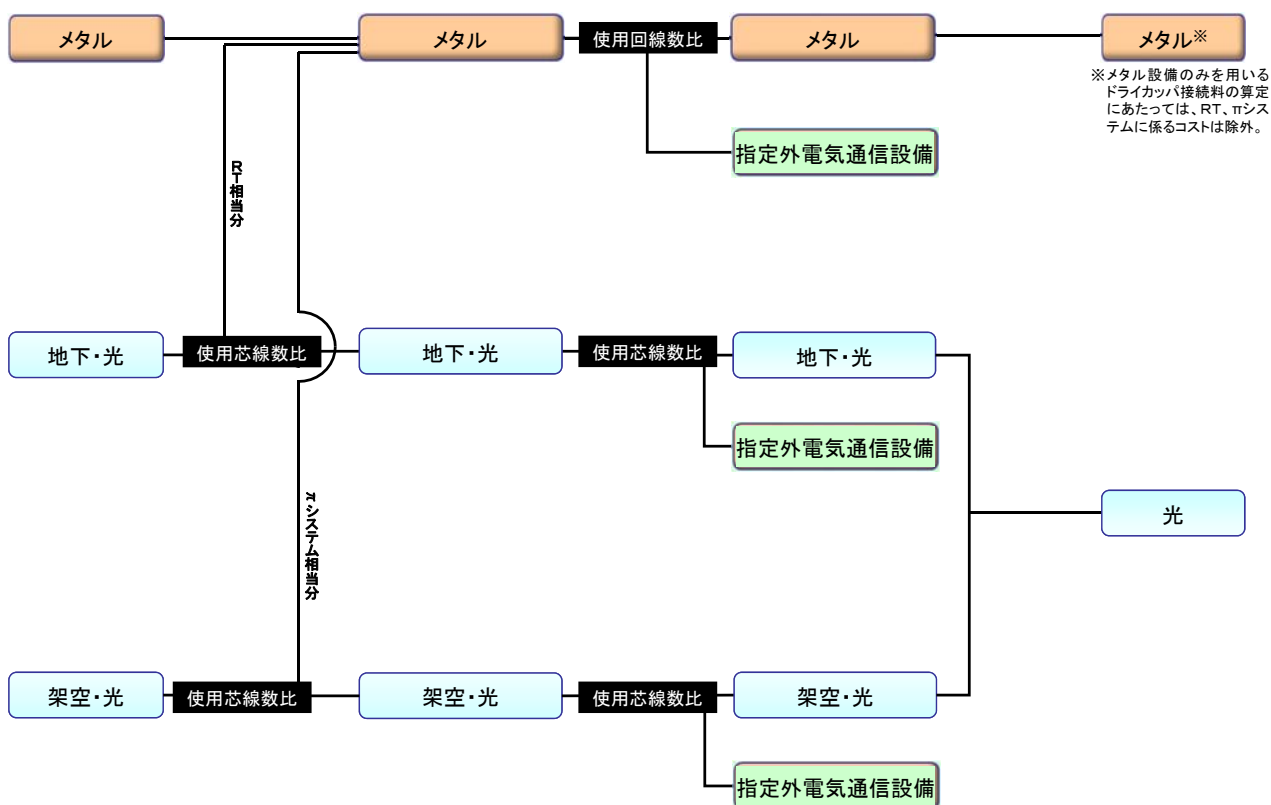 メタル
メタル
使用回線数比
メタル
メタル※
※メタル設備のみを用いる
ドライカッパ接続料の算定
にあたっては、RT、πシス
テムに係るコストは除外。
指定外電気通信設備
RT相当分
地下・光
使用芯線数比
地下・光
使用芯線数比
地下・光
指定外電気通信設備
πシステム相当分
光
架空・光
使用芯線数比
架空・光
使用芯線数比
架空・光
指定外電気通信設備